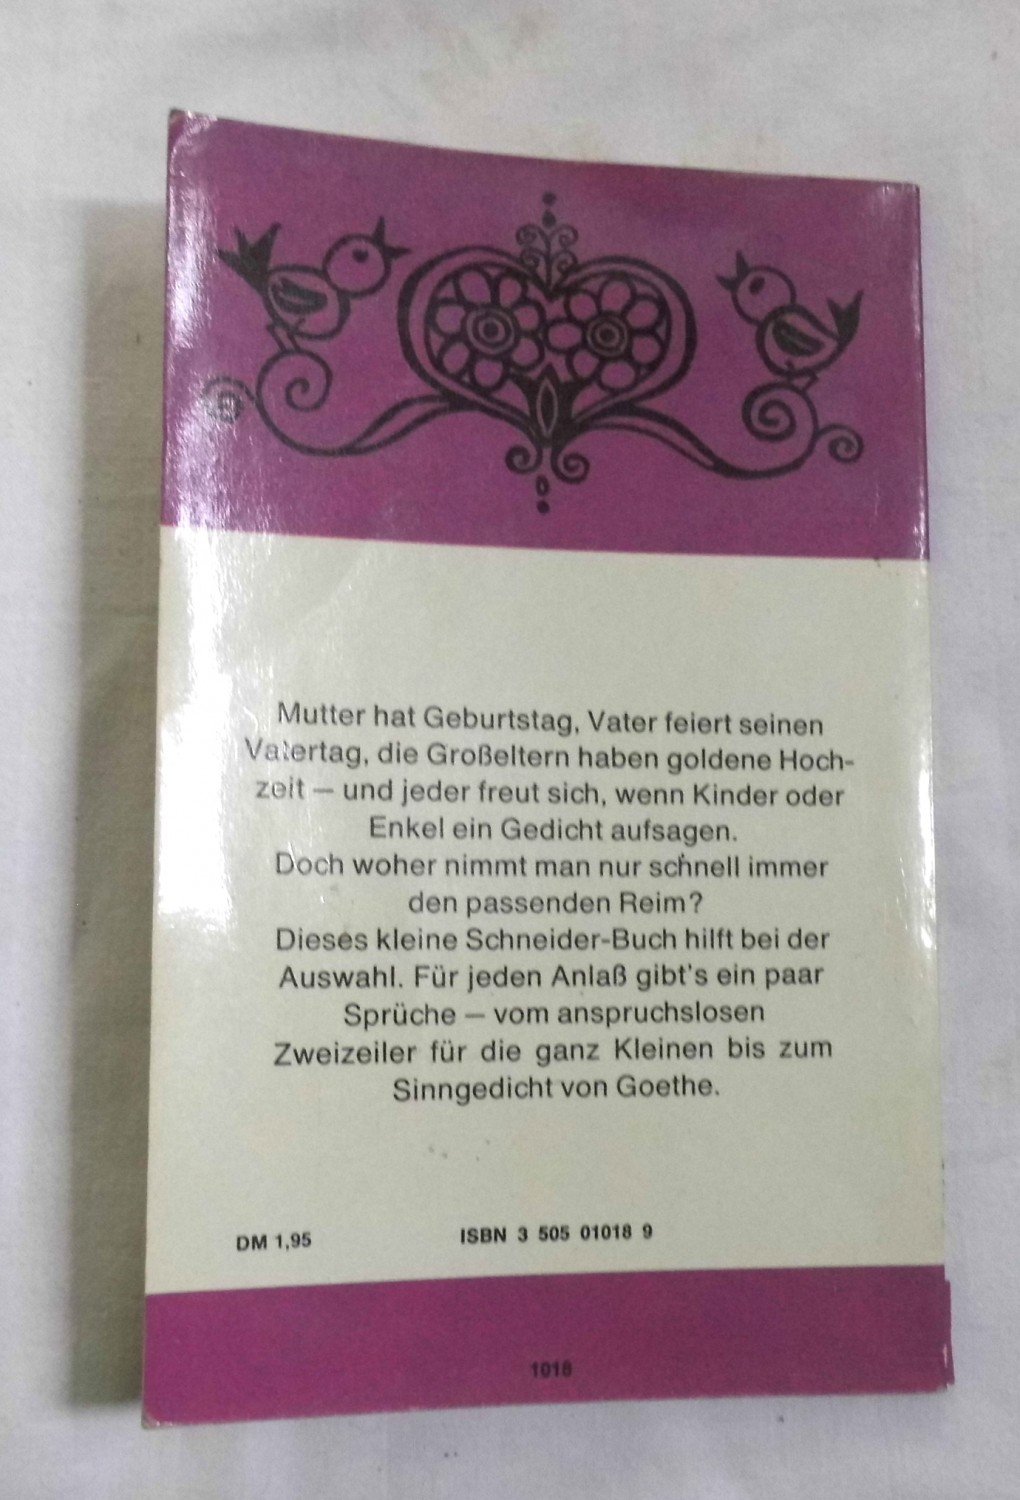 Mutter hat Geburtstag, Vater feiert seinen
Vatertag, die Großeltern haben goldene Hoch-
zeit — und jeder freut sich, wenn Kinder oder
Enkel ein Gedicht aufsagen.
Doch woher nimmt man nur schnell immer
den passenden Reim?
Dieses kleine Schneider-Buch hilft bei der
Auswahl. Für jeden Anlaß gibt's ein paar
Sprüche — vom anspruchslosen
Zweizeiler für die ganz Kleinen bis zum
Sinngedicht von Goethe.
DM 1,95 ISBN 3 505 01018 9
1018